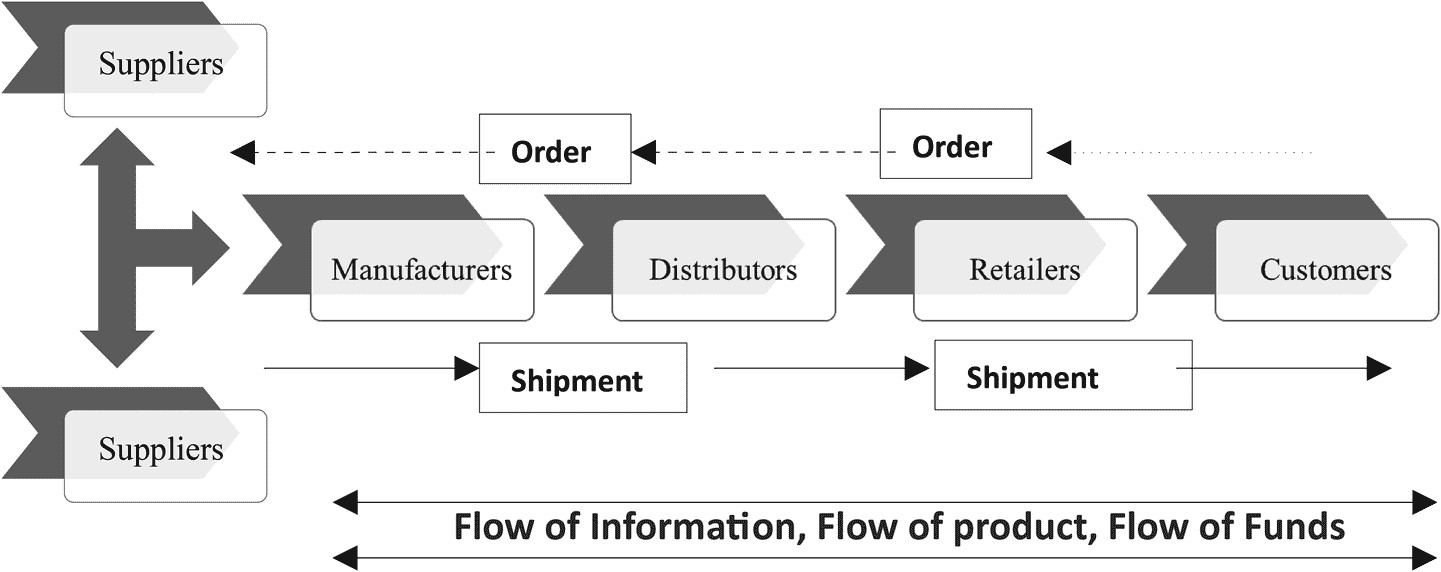 Suppliers
Order
Order
Manufacturers
Distributors
Retailers
Customers
Shipment
Shipment
Suppliers
Flow of Information, Flow of product, Flow of Funds